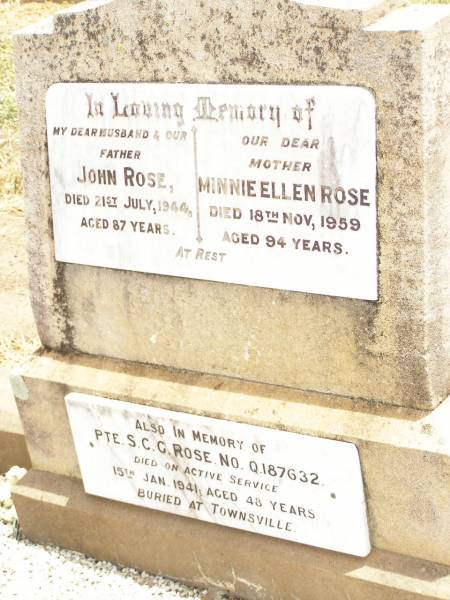 In Loving Memory of
MY DEAR HUSBAND & OUR
FATHER
JOHN ROSE,
DIED 21ST JULY, 1944,
AGED 87 YEARS.
OUR DEAR
MOTHER
MINNIE ELLEN ROSE
DIED 18TH NOV, 1959
AGED 94 YEARS.
AT REST
ALSO IN MEMORY OF
PTE. S. C. G. ROSE. NO. Q.187632.
DIED ON ACTIVE SERVICE
15TH JAN. 1941; AGED 48 YEARS
BURIED AT TOWNSVILLE.